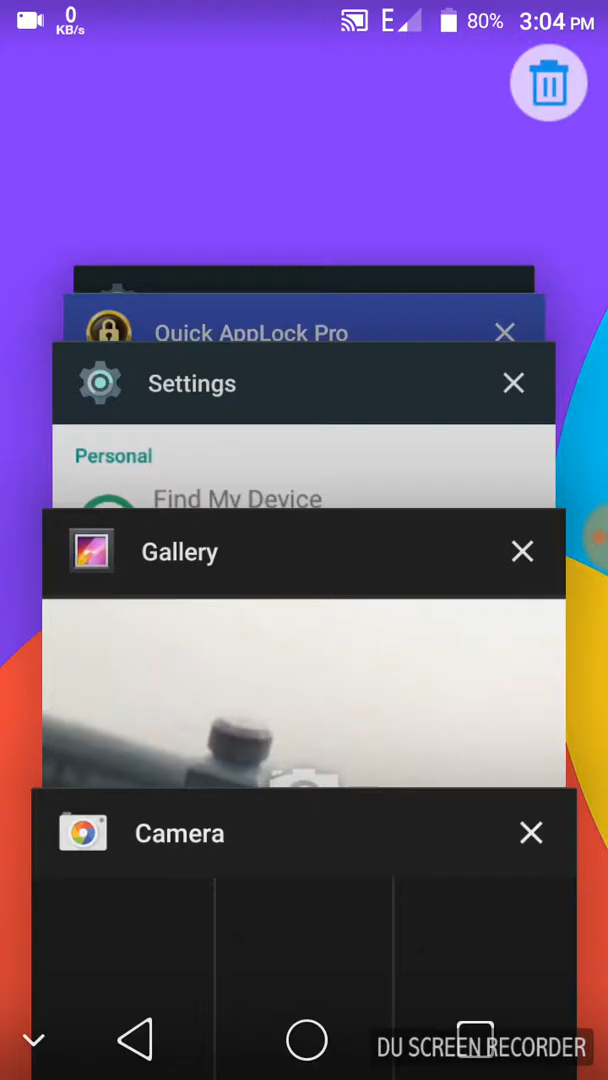 0
KB/s
E
80%
3:04 PM
Quick AppLock Pro
Settings
Personal
Find My Device
Gallery
Camera
DU SCREEN RECORDER